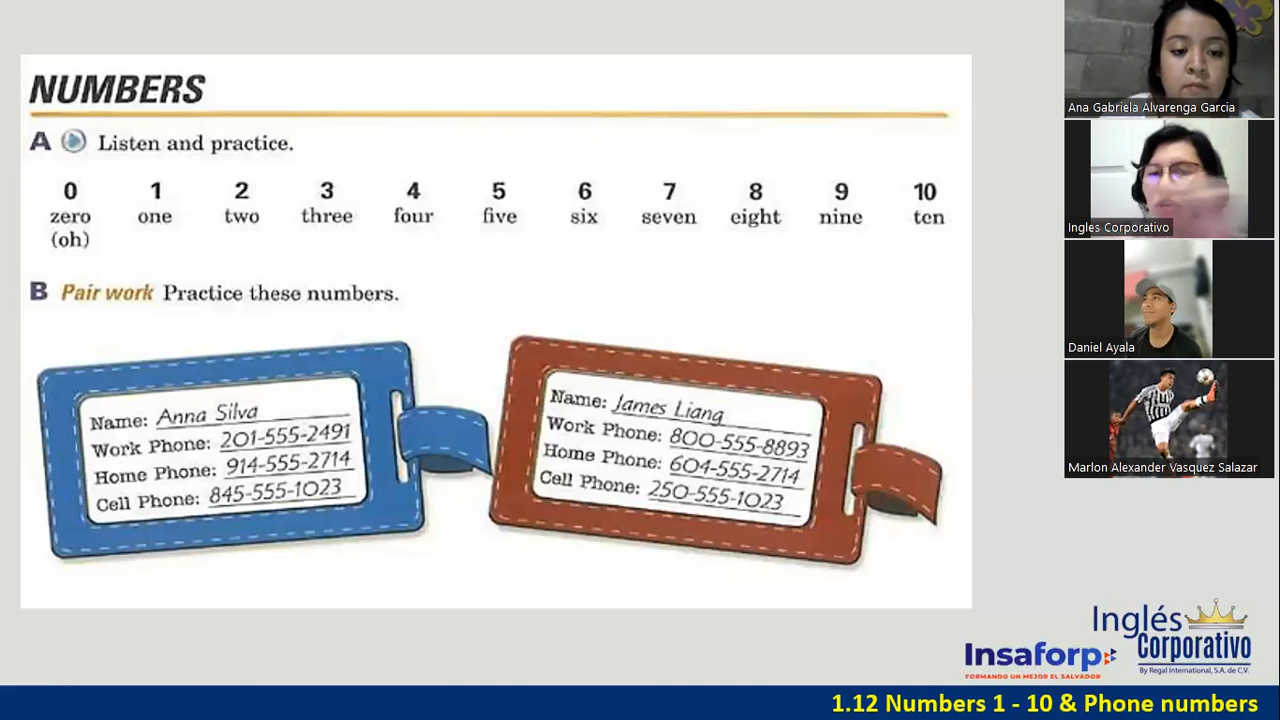 NUMBERS
A Listen and practice.
0 1 2 3 4 5 6 7 8 9 10
zero one two three four five six seven eight nine ten
(oh)
B Pair work Practice these numbers.
Name: Anna Silva
Work Phone: 201-555-2491
Home Phone: 914-555-2714
Cell Phone: 845-555-1023
Name: James Liang
Work Phone: 800-555-8893
Home Phone: 604-555-2714
Cell Phone: 250-555-1023
Ana Gabriela Alvarenga Garcia
Ingles Corporativo
Daniel Ayala
Marlon Alexander Vasquez Salazar
Insaforp
FORMANDO UN MEJOR EL SALVADOR
Inglés
Corporativo
By Regal International, S.A. de C.V.
1.12 Numbers 1 - 10 & Phone numbers